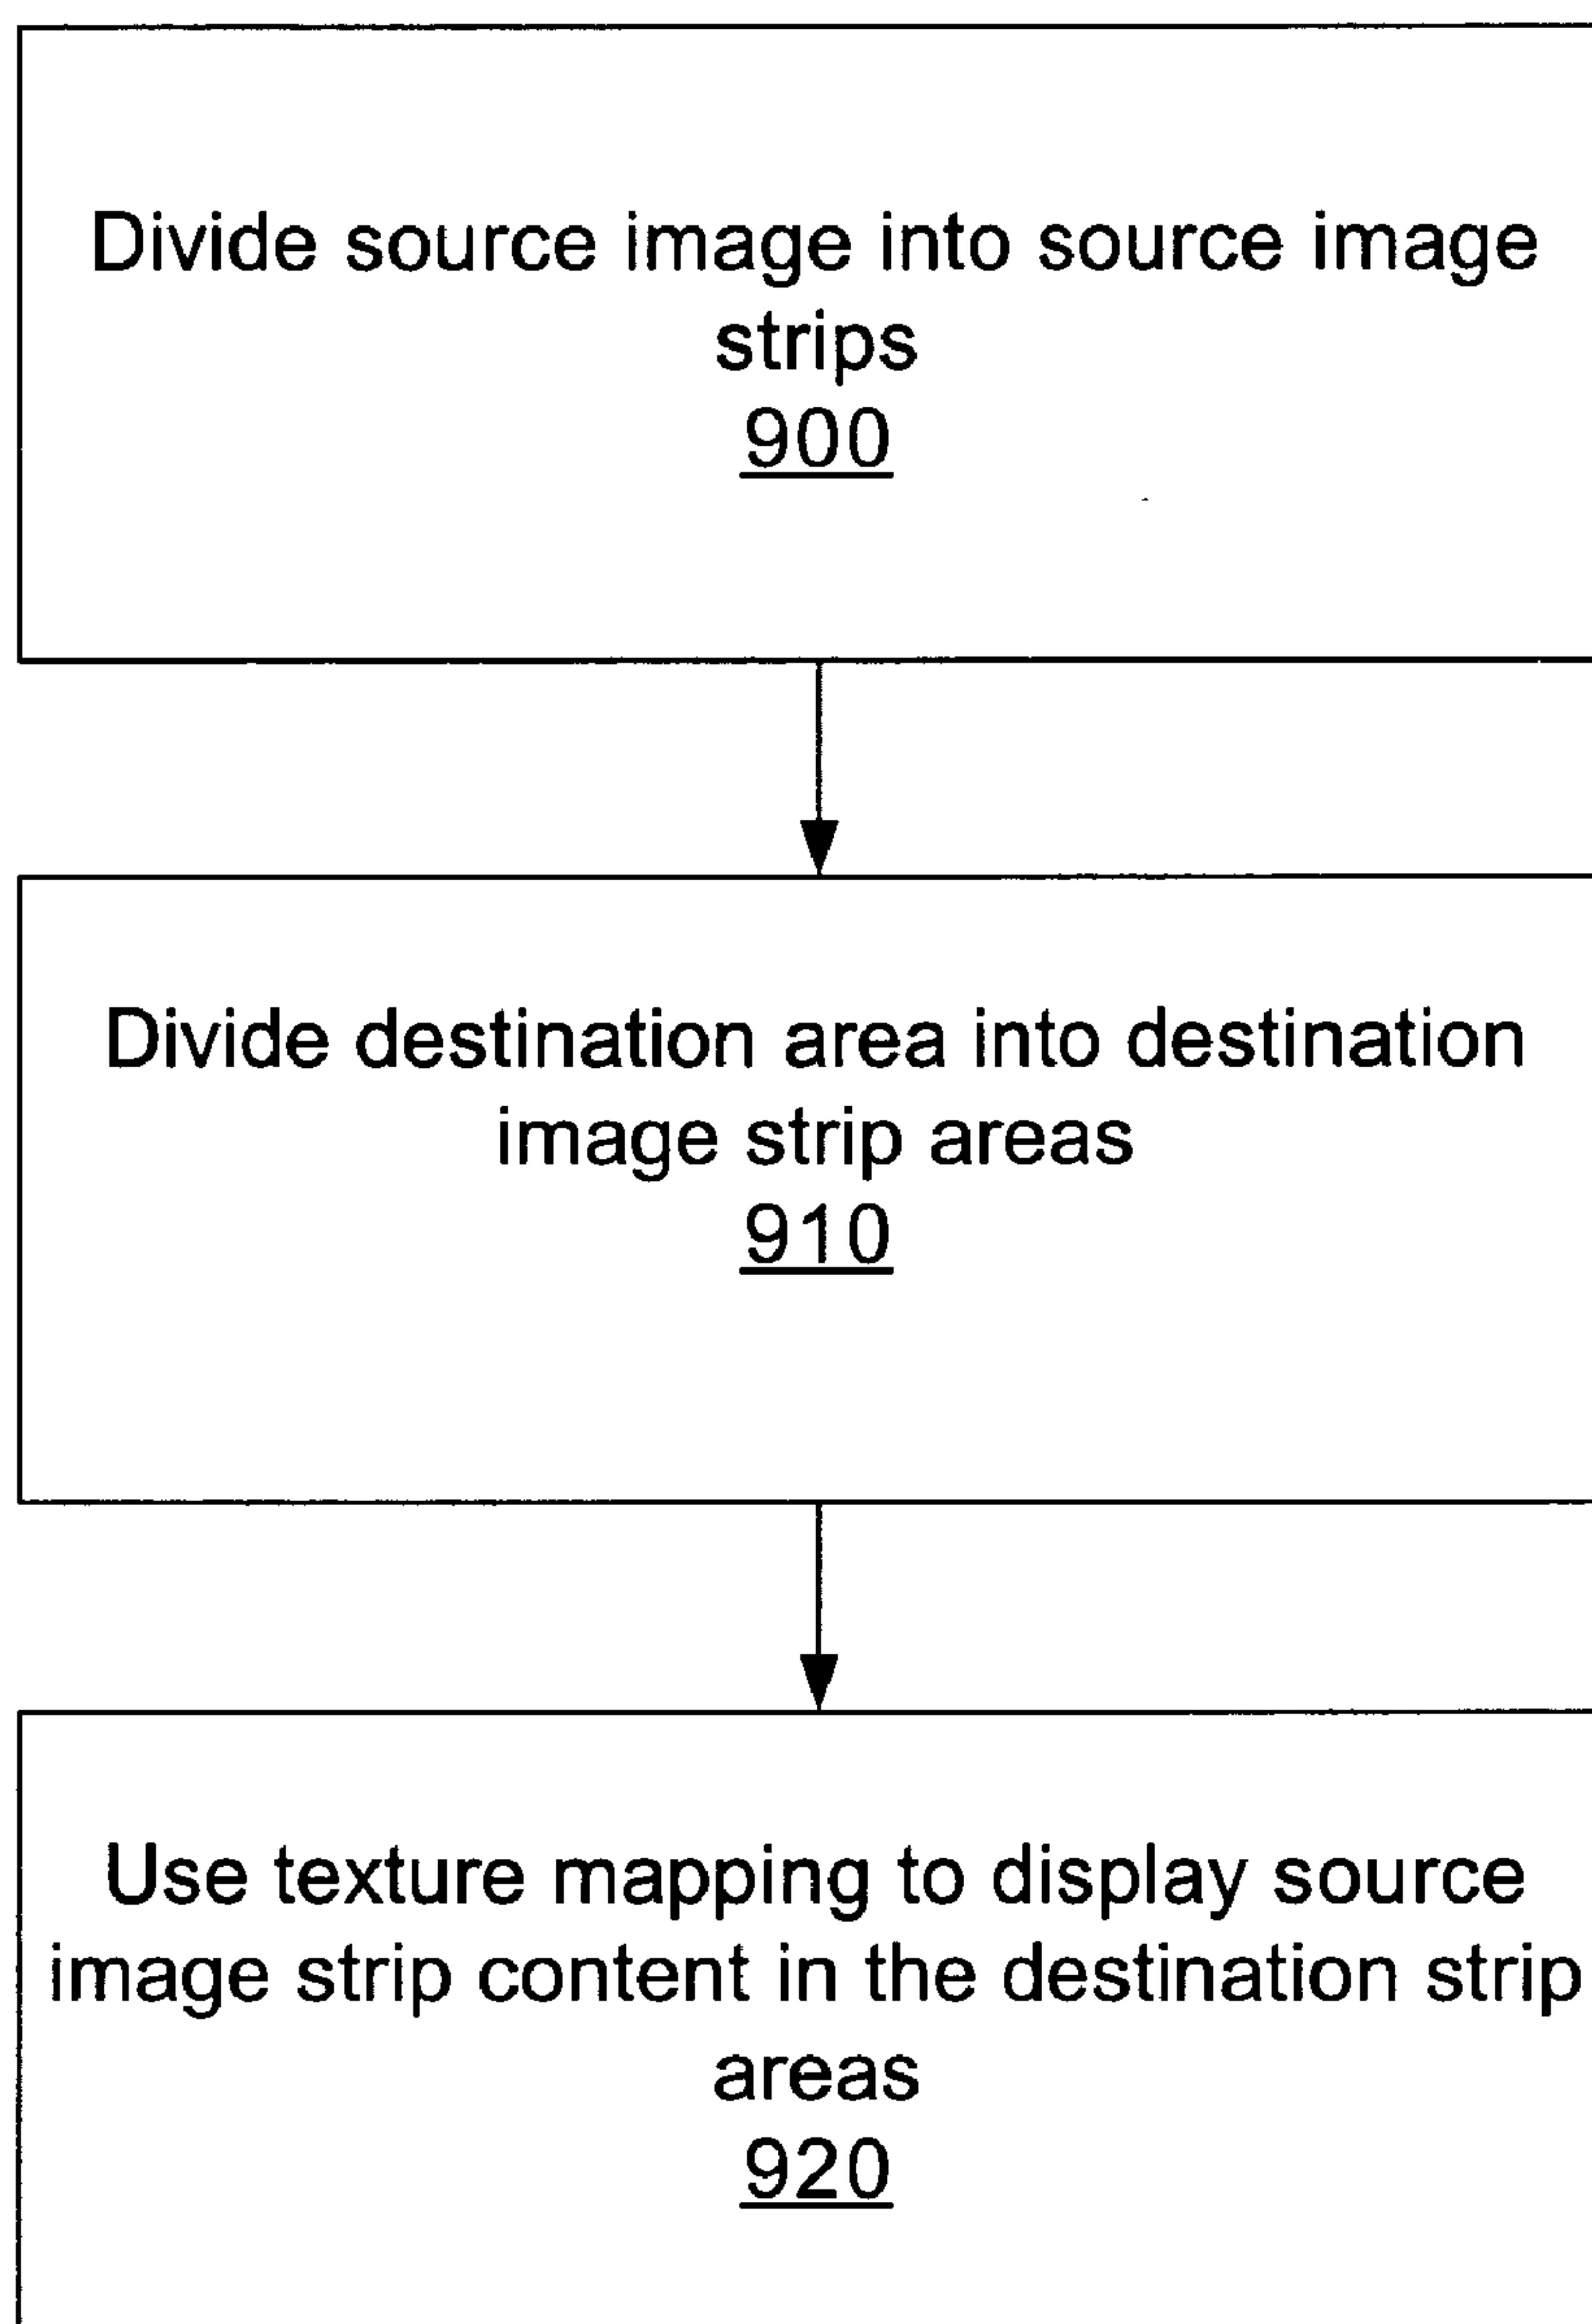 Divide source image into source image
strips
900
Divide destination area into destination
image strip areas
910
Use texture mapping to display source
image strip content in the destination strip
areas
920